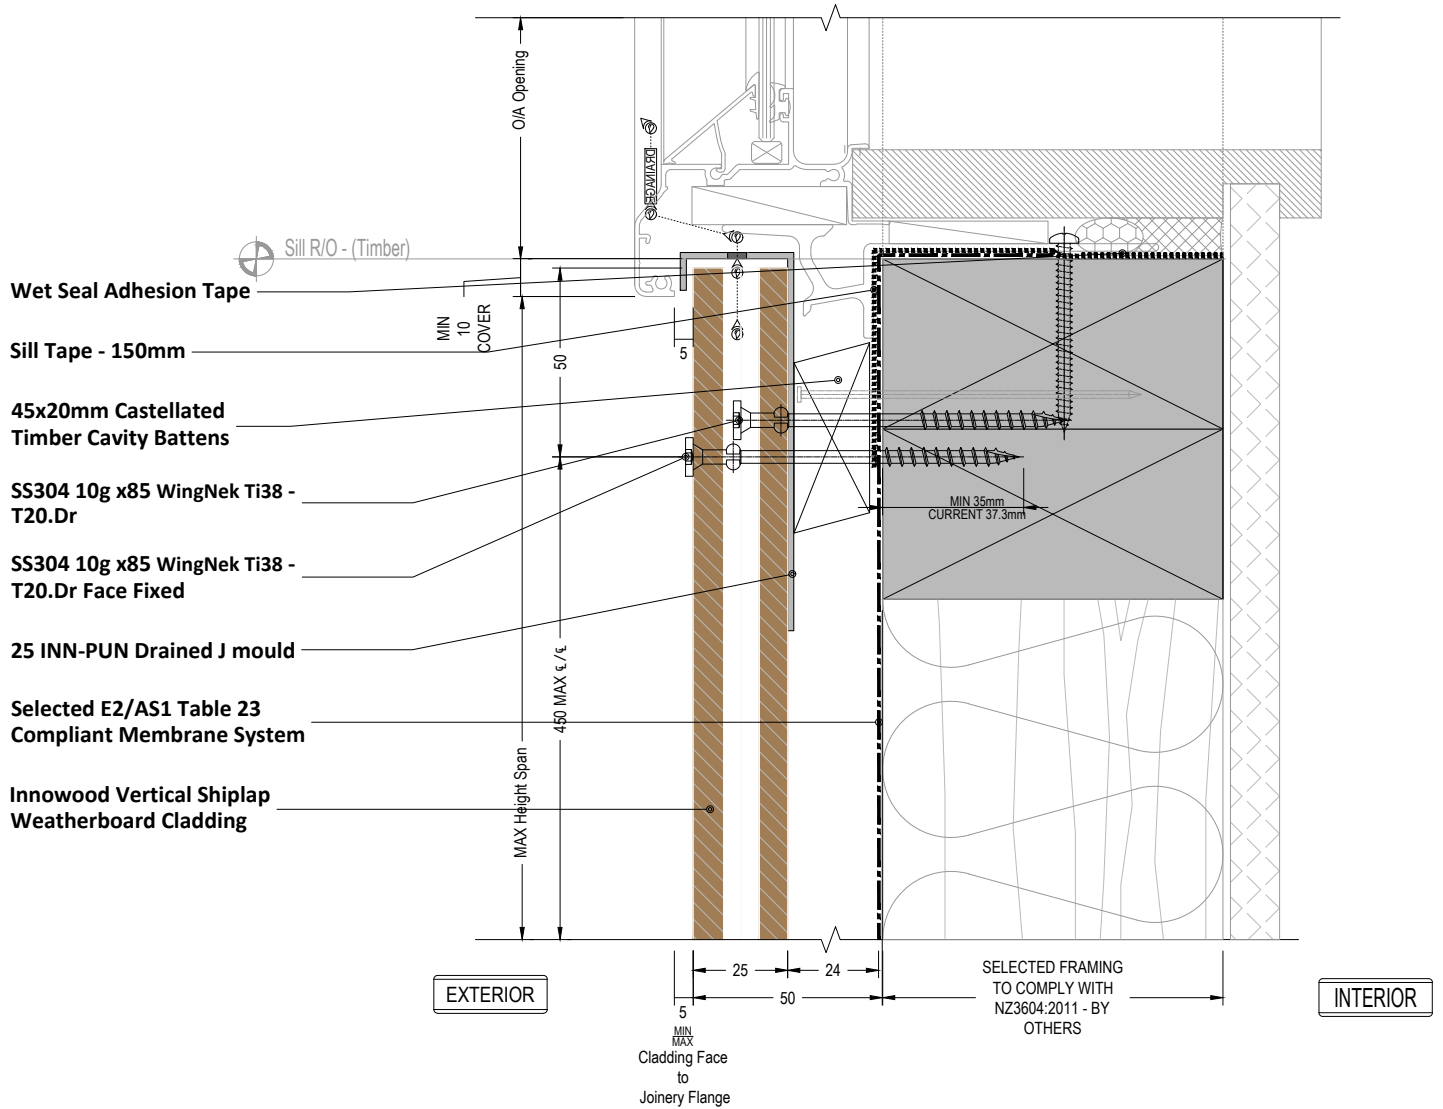 O/A Opening
DRAINAGE
Sill R/O - (Timber)
Wet Seal Adhesion Tape
MIN
10
COVER
Sill Tape - 150mm
5
50
45x20mm Castellated
Timber Cavity Battens
SS304 10g x85 WingNek Ti38 -
T20.Dr
MIN 35mm
CURRENT 37.3mm
SS304 10g x85 WingNek Ti38 -
T20.Dr Face Fixed
25 INN-PUN Drained J mould
450 MAX ℄/℄
Selected E2/AS1 Table 23
Compliant Membrane System
MAX Height Span
Innowood Vertical Shiplap
Weatherboard Cladding
25
24
50
EXTERIOR
SELECTED FRAMING
TO COMPLY WITH
NZ3604:2011 - BY
OTHERS
INTERIOR
5
MIN
MAX
Cladding Face
to
Joinery Flange